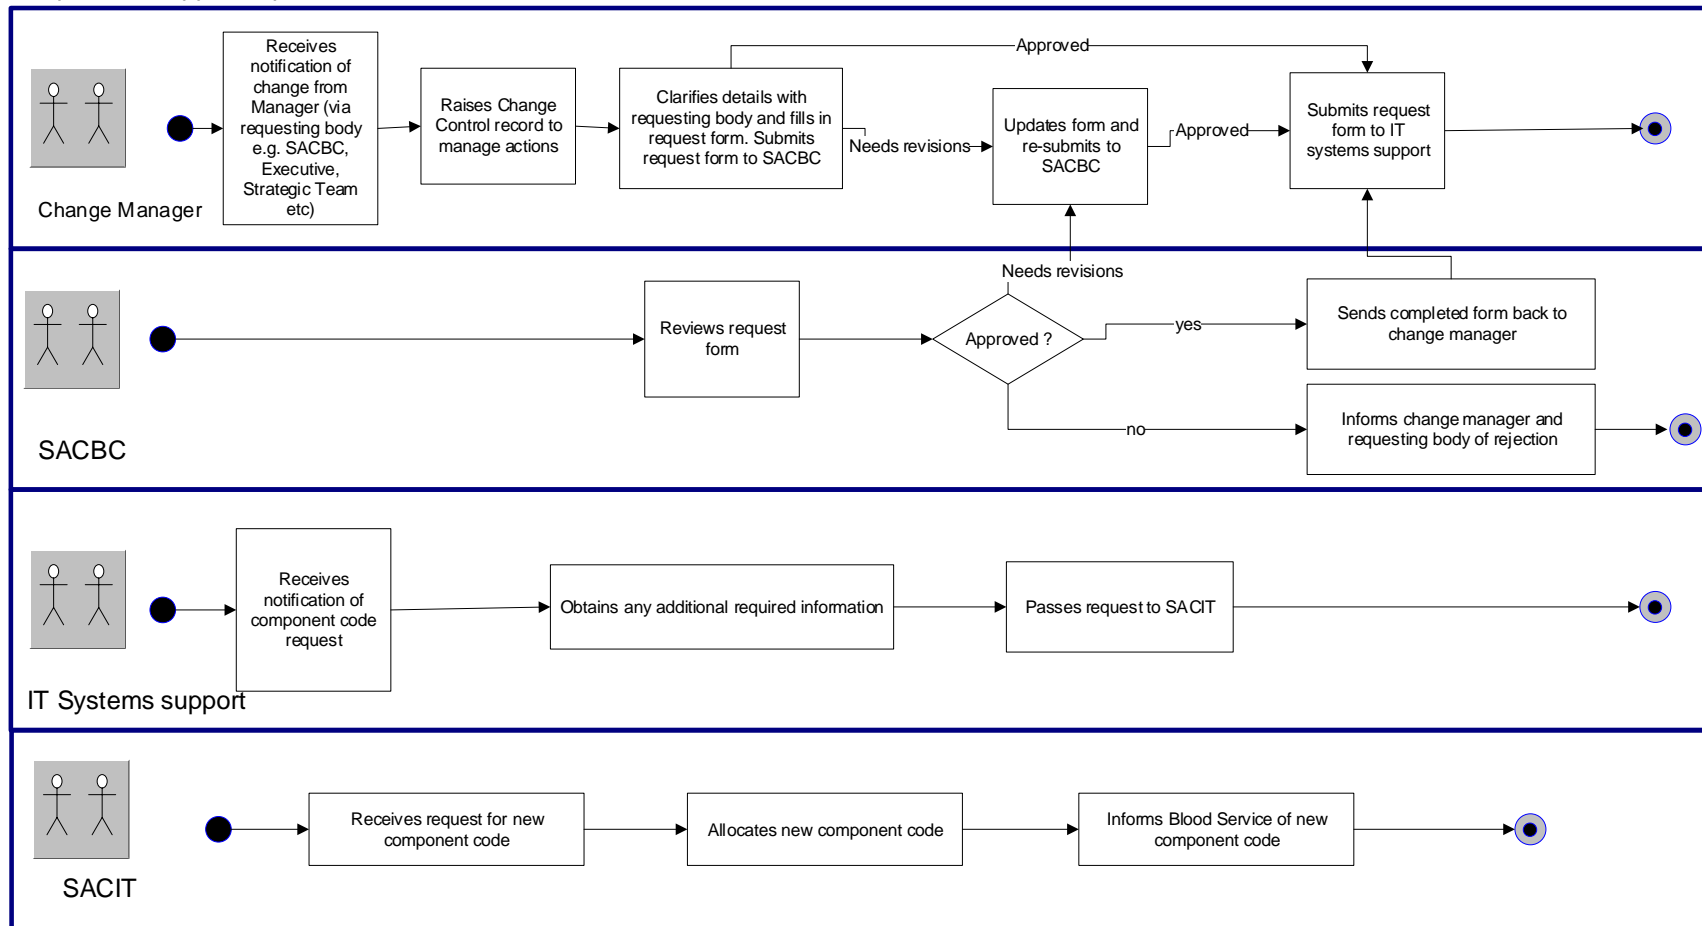 Receives
notification of
change from
Manager (via
requesting body
e.g. SACBC,
Executive,
Strategic Team
etc)
Raises Change
Control record to
manage actions
Clarifies details with
requesting body and fills in
request form. Submits
request form to SACBC
Approved
Needs revisions
Updates form and
re-submits to
SACBC
Approved
Submits request
form to IT
systems support
Change Manager
Needs revisions
Reviews request
form
Approved ?
yes
Sends completed form back to
change manager
no
Informs change manager and
requesting body of rejection
SACBC
Receives
notification of
component code
request
Obtains any additional required information
Passes request to SACIT
IT Systems support
Receives request for new
component code
Allocates new component code
Informs Blood Service of new
component code
SACIT